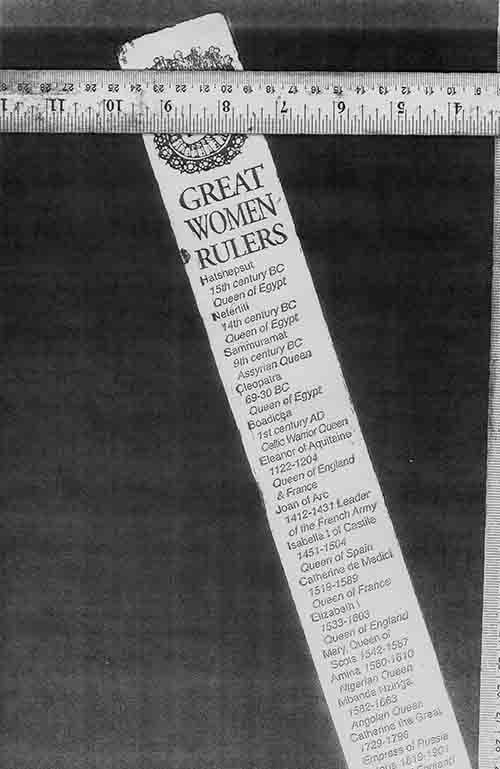 29 28 27 26 25 24 23 22 21 20 19 18 17 16 15 14 13 12 11 10 9
11 10 9 8 7 6 5 4
GREAT
WOMEN
RULERS
Hatshepsut
15th century BC
Queen of Egypt
Nefertiti
14th century BC
Queen of Egypt
Sammuramat
9th century BC
Assyrian Queen
Cleopatra
69-30 BC
Queen of Egypt
Boadicea
1st century AD
Celtic Warrior Queen
Eleanor of Aquitaine
1122-1204
Queen of England
& France
Joan of Arc
1412-1431 Leader
of the French Army
Isabella I of Castile
1451-1504
Queen of Spain
Catherine de Medici
1519-1589
Queen of France
Elizabeth I
1533-1603
Queen of England
Mary, Queen of
Scots 1542-1587
Amina 1560-1610
Nigerian Queen
Mbande Nzinga
1582-1663
Angolan Queen
Catherine the Great
1729-1796
Empress of Russia
1819-1901